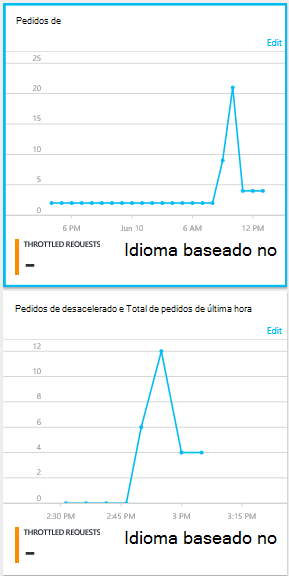 Pedidos de
Edit
25
20
15
10
5
0
6 PM Jun 10 6 AM 12 PM
THROTTLED REQUESTS
–
Idioma baseado no
Pedidos de desacelerado e Total de pedidos de última hora
Edit
12
10
8
6
4
2
0
2:30 PM 2:45 PM 3 PM 3:15 PM
THROTTLED REQUESTS
–
Idioma baseado no